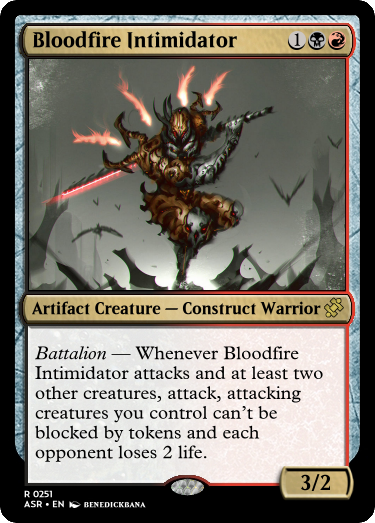 Bloodfire Intimidator 1
Artifact Creature — Construct Warrior
Battalion — Whenever Bloodfire
Intimidator attacks and at least two
other creatures, attack, attacking
creatures you control can't be
blocked by tokens and each
opponent loses 2 life.
3/2
R 0251
ASR • EN BENEDICKBANA